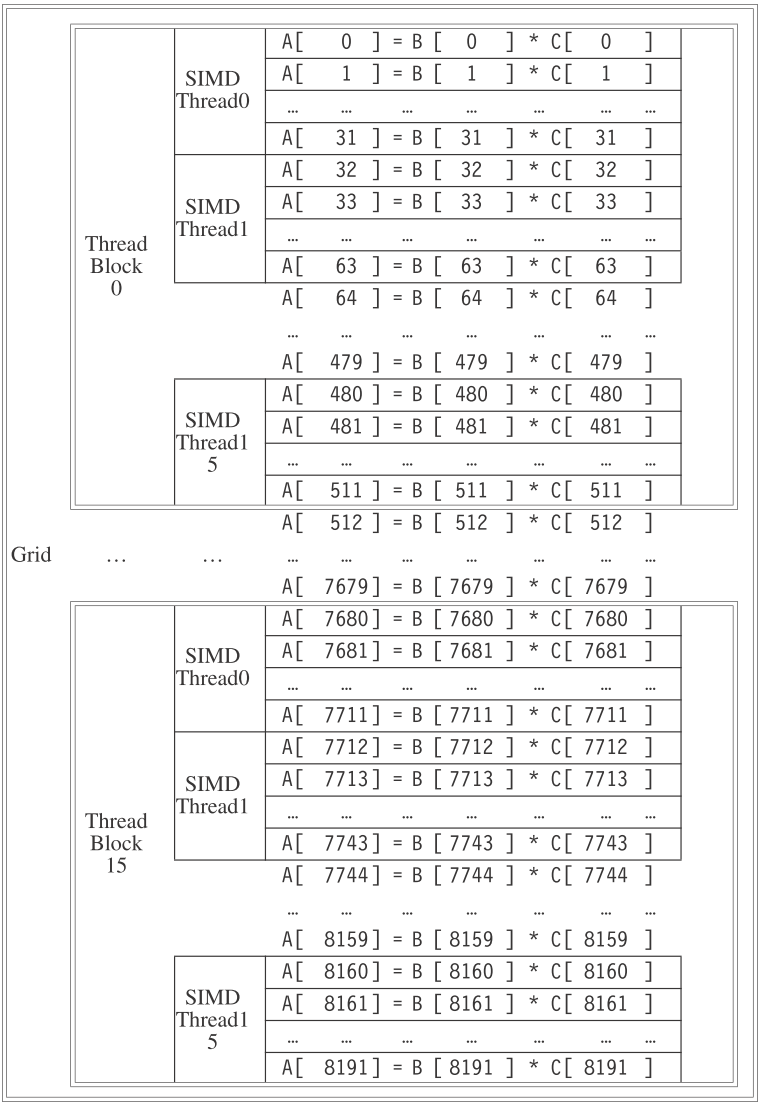 A[ 0 ] = B [ 0 ] * C[ 0 ]
A[ 1 ] = B [ 1 ] * C[ 1 ]
SIMD
Thread0
... ... ... ... ... ... ...
A[ 31 ] = B [ 31 ] * C[ 31 ]
A[ 32 ] = B [ 32 ] * C[ 32 ]
A[ 33 ] = B [ 33 ] * C[ 33 ]
SIMD
Thread1
... ... ... ... ... ... ...
A[ 63 ] = B [ 63 ] * C[ 63 ]
Thread
Block
0
A[ 64 ] = B [ 64 ] * C[ 64 ]
... ... ... ... ... ... ...
A[ 479 ] = B [ 479 ] * C[ 479 ]
A[ 480 ] = B [ 480 ] * C[ 480 ]
A[ 481 ] = B [ 481 ] * C[ 481 ]
SIMD
Thread1
5
... ... ... ... ... ... ...
A[ 511 ] = B [ 511 ] * C[ 511 ]
A[ 512 ] = B [ 512 ] * C[ 512 ]
Grid ... ... ... ... ... ... ... ... ...
A[ 7679 ] = B [ 7679 ] * C[ 7679 ]
A[ 7680 ] = B [ 7680 ] * C[ 7680 ]
A[ 7681 ] = B [ 7681 ] * C[ 7681 ]
SIMD
Thread0
... ... ... ... ... ... ...
A[ 7711 ] = B [ 7711 ] * C[ 7711 ]
A[ 7712 ] = B [ 7712 ] * C[ 7712 ]
A[ 7713 ] = B [ 7713 ] * C[ 7713 ]
SIMD
Thread1
... ... ... ... ... ... ...
A[ 7743 ] = B [ 7743 ] * C[ 7743 ]
Thread
Block
15
A[ 7744 ] = B [ 7744 ] * C[ 7744 ]
... ... ... ... ... ... ...
A[ 8159 ] = B [ 8159 ] * C[ 8159 ]
A[ 8160 ] = B [ 8160 ] * C[ 8160 ]
A[ 8161 ] = B [ 8161 ] * C[ 8161 ]
SIMD
Thread1
5
... ... ... ... ... ... ...
A[ 8191 ] = B [ 8191 ] * C[ 8191 ]